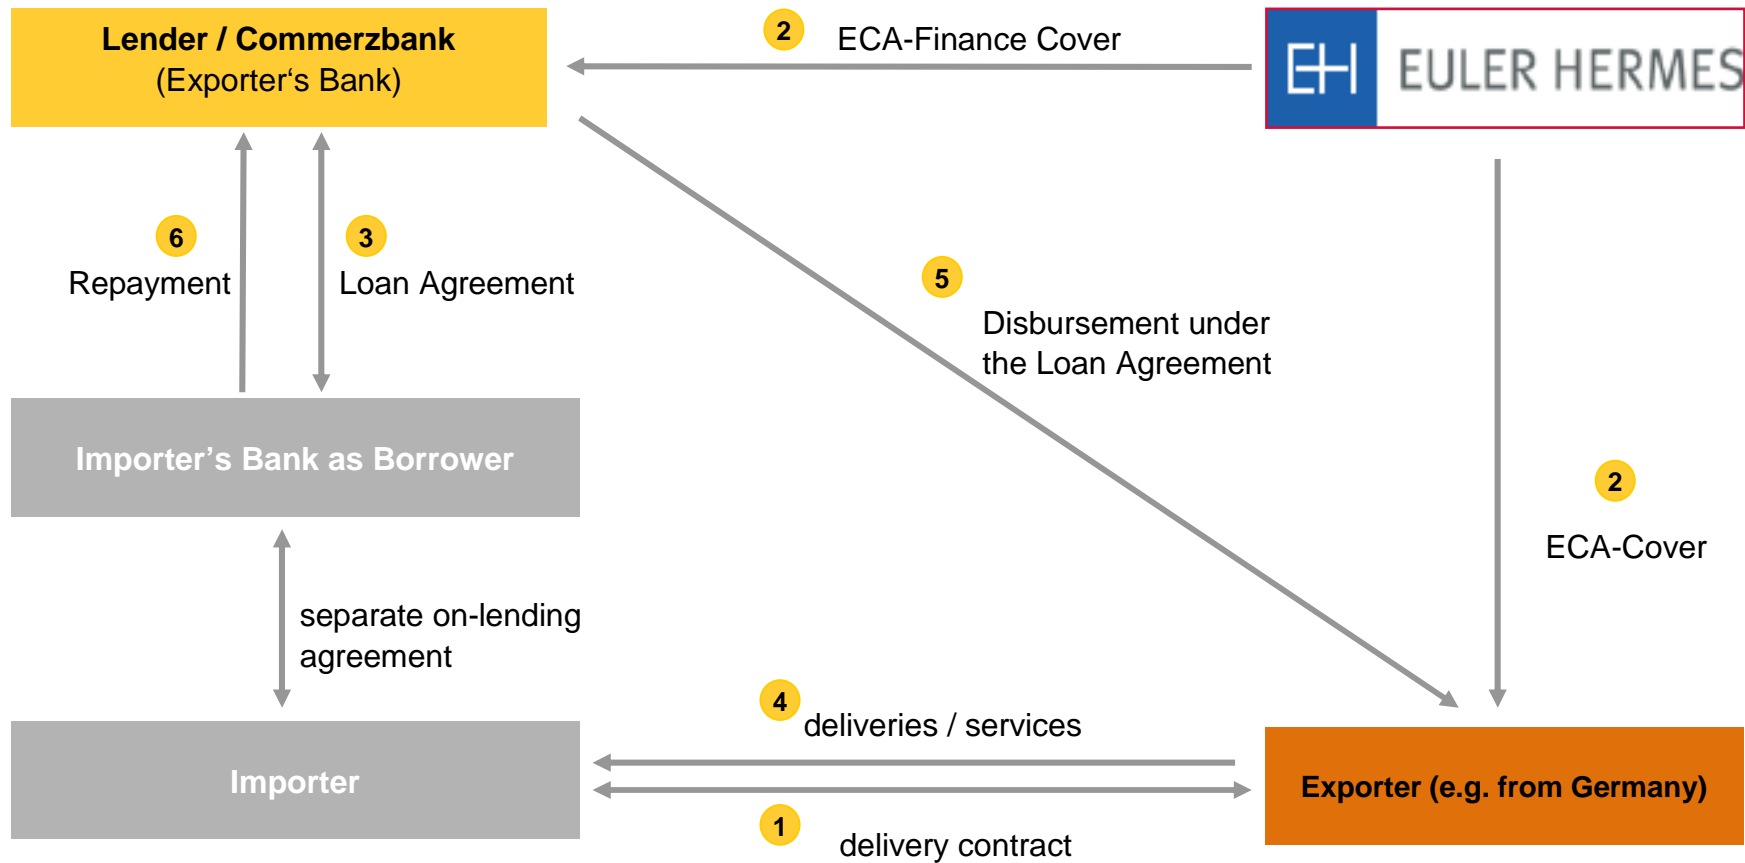 Lender / Commerzbank
(Exporter‘s Bank)
2
ECA-Finance Cover
EH EULER HERMES
6
Repayment
3
Loan Agreement
5
Disbursement under
the Loan Agreement
Importer’s Bank as Borrower
2
ECA-Cover
separate on-lending
agreement
4
deliveries / services
Importer
Exporter (e.g. from Germany)
1
delivery contract